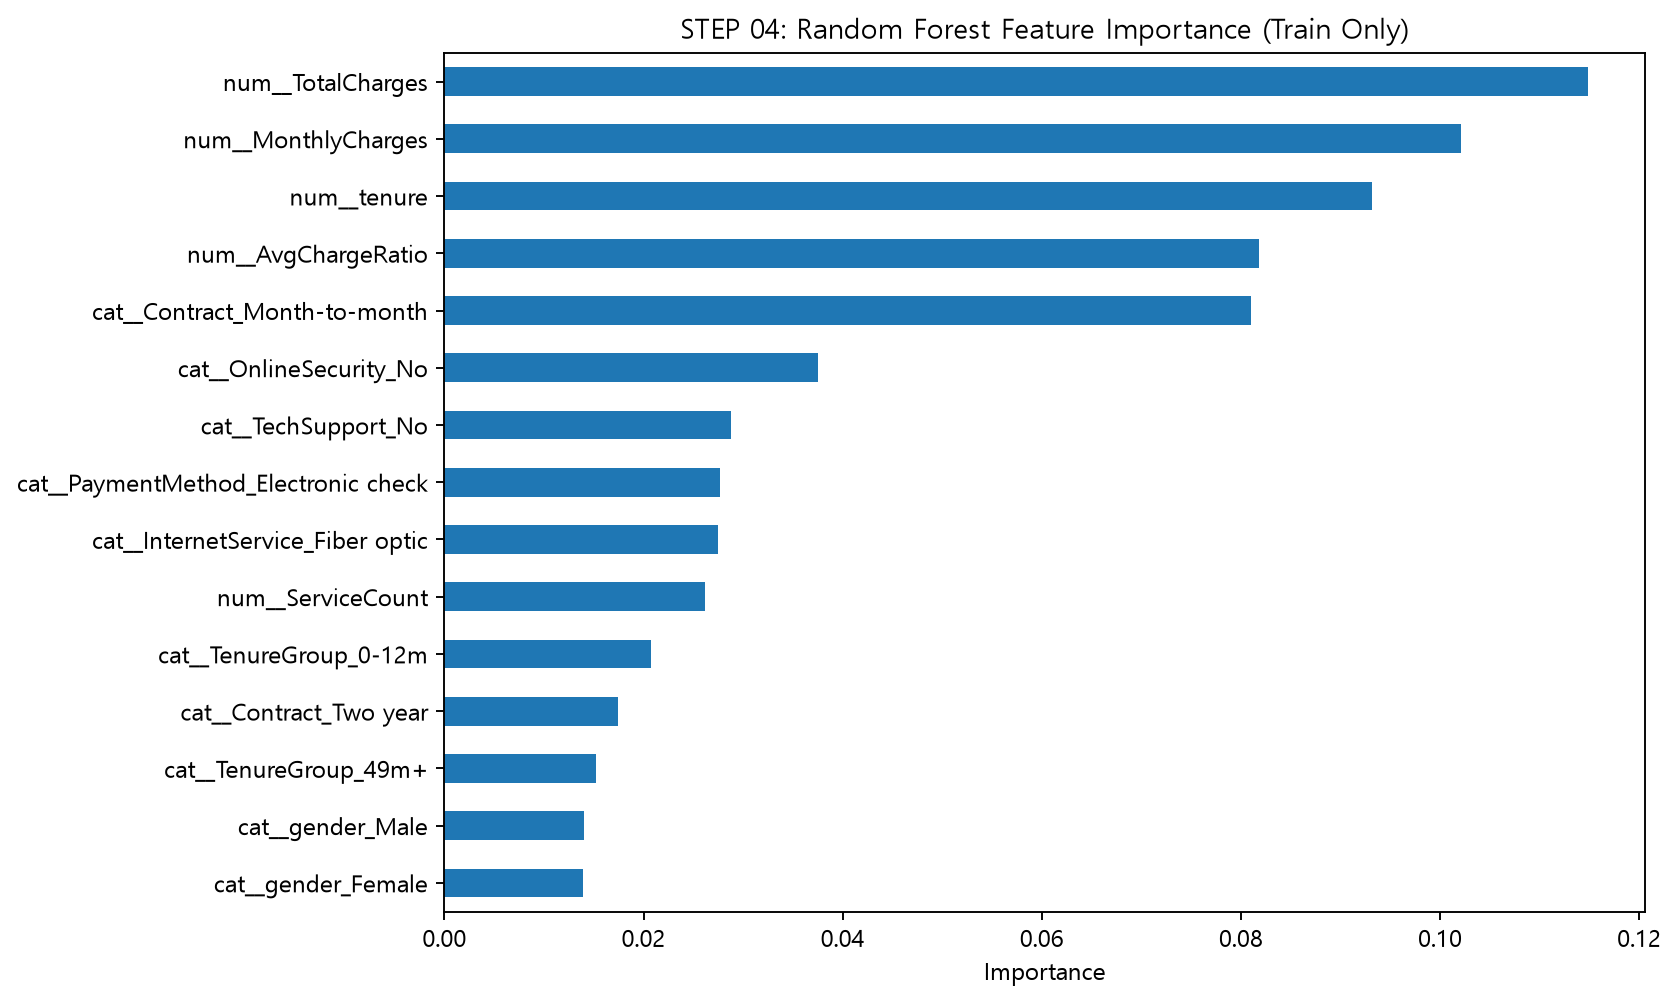 STEP 04: Random Forest Feature Importance (Train Only)
num__TotalCharges
num__MonthlyCharges
num__tenure
num__AvgChargeRatio
cat__Contract_Month-to-month
cat__OnlineSecurity_No
cat__TechSupport_No
cat__PaymentMethod_Electronic check
cat__InternetService_Fiber optic
num__ServiceCount
cat__TenureGroup_0-12m
cat__Contract_Two year
cat__TenureGroup_49m+
cat__gender_Male
cat__gender_Female
0.00 0.02 0.04 0.06 0.08 0.10 0.12
Importance